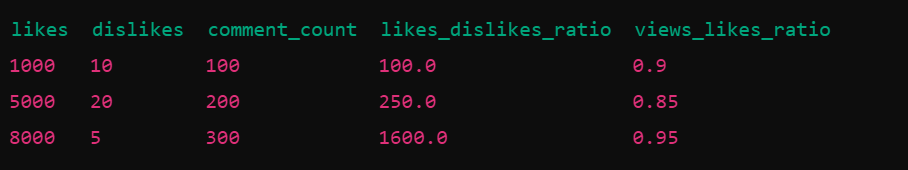 likes dislikes comment_count likes_dislikes_ratio views_likes_ratio
1000 10 100 100.0 0.9
5000 20 200 250.0 0.85
8000 5 300 1600.0 0.95